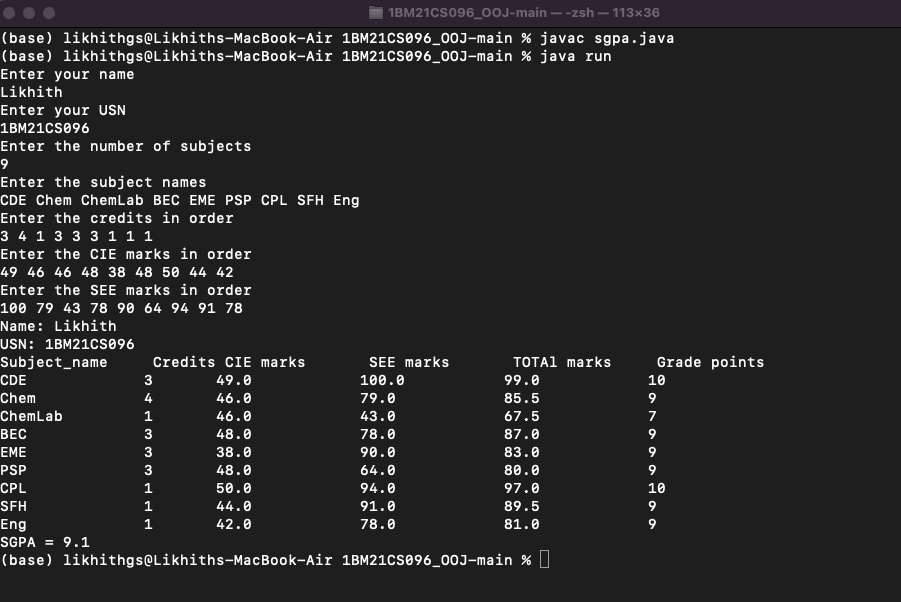 1BM21CS096_OOJ-main — -zsh — 113×36
(base) likhithgs@Likhiths-MacBook-Air 1BM21CS096_OOJ-main % javac sgpa.java
(base) likhithgs@Likhiths-MacBook-Air 1BM21CS096_OOJ-main % java run
Enter your name
Likhith
Enter your USN
1BM21CS096
Enter the number of subjects
9
Enter the subject names
CDE Chem ChemLab BEC EME PSP CPL SFH Eng
Enter the credits in order
3 4 1 3 3 3 1 1 1
Enter the CIE marks in order
49 46 46 48 38 48 50 44 42
Enter the SEE marks in order
100 79 43 78 90 64 94 91 78
Name: Likhith
USN: 1BM21CS096
Subject_name     Credits CIE marks       SEE marks       TOTAl marks     Grade points
CDE             3       49.0            100.0           99.0            10
Chem            4       46.0            79.0            85.5            9
ChemLab         1       46.0            43.0            67.5            7
BEC             3       48.0            78.0            87.0            9
EME             3       38.0            90.0            83.0            9
PSP             3       48.0            64.0            80.0            9
CPL             1       50.0            94.0            97.0            10
SFH             1       44.0            91.0            89.5            9
Eng             1       42.0            78.0            81.0            9
SGPA = 9.1
(base) likhithgs@Likhiths-MacBook-Air 1BM21CS096_OOJ-main %